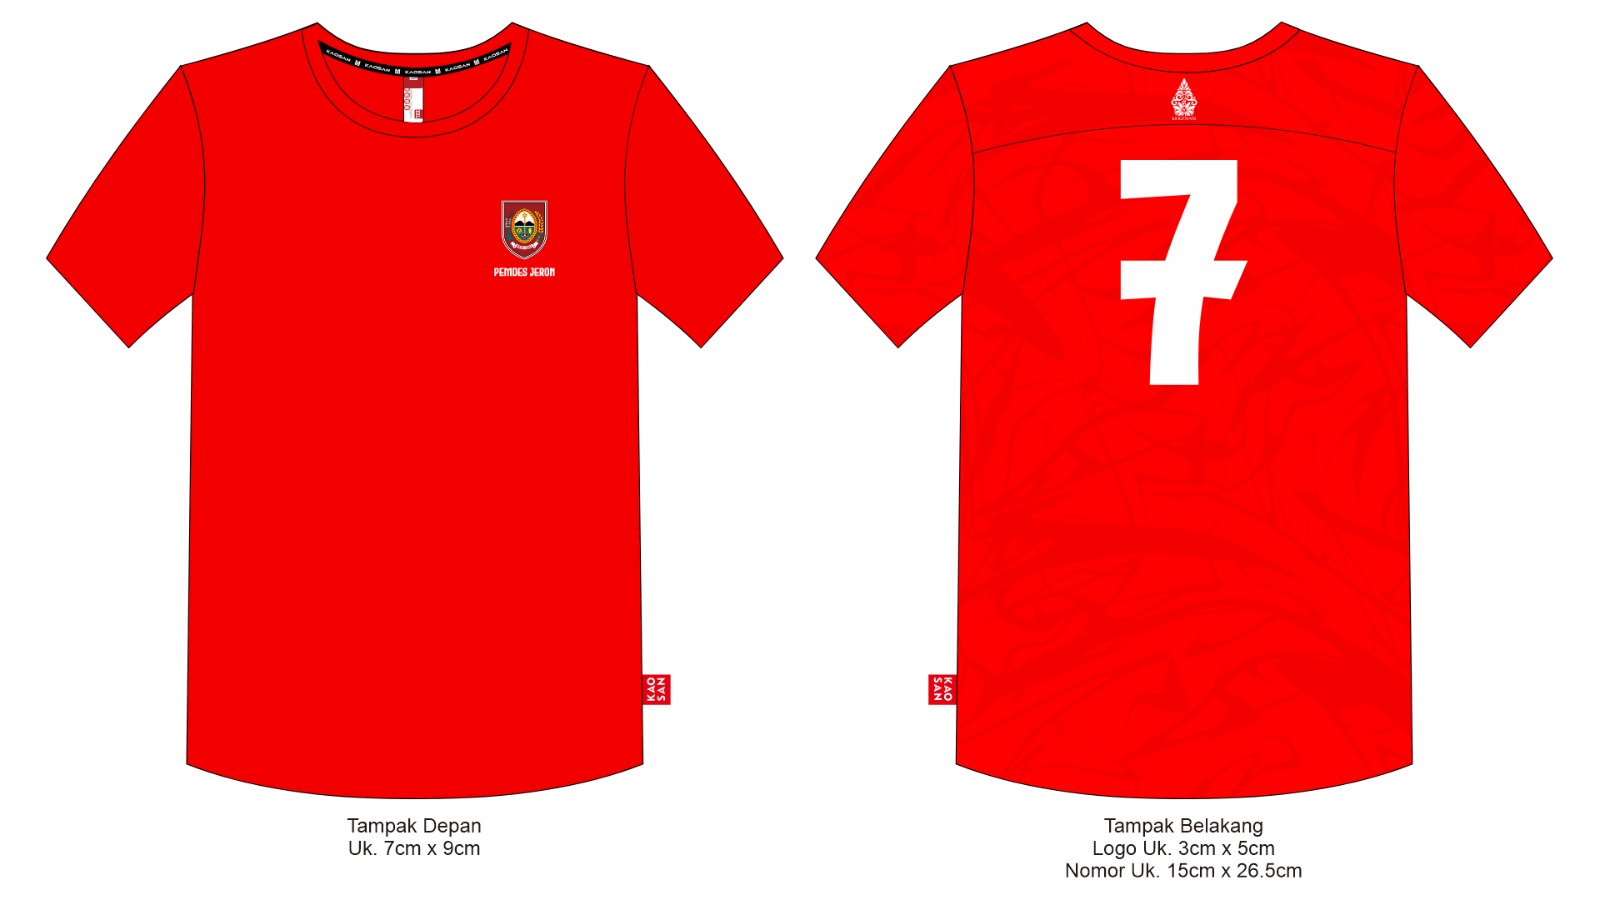 KAOSAN KAOSAN KAOSAN KAOSAN KAOSAN
PEMDES JERON
KAO
SAN
7
KAO
SAN
Tampak Depan
Uk. 7cm x 9cm
Tampak Belakang
Logo Uk. 3cm x 5cm
Nomor Uk. 15cm x 26.5cm